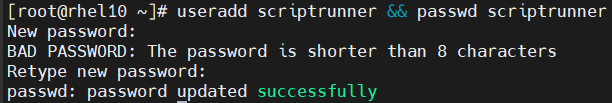 [root@rhel10 ~]# useradd scriptrunner && passwd scriptrunner
New password:
BAD PASSWORD: The password is shorter than 8 characters
Retype new password:
passwd: password updated successfully